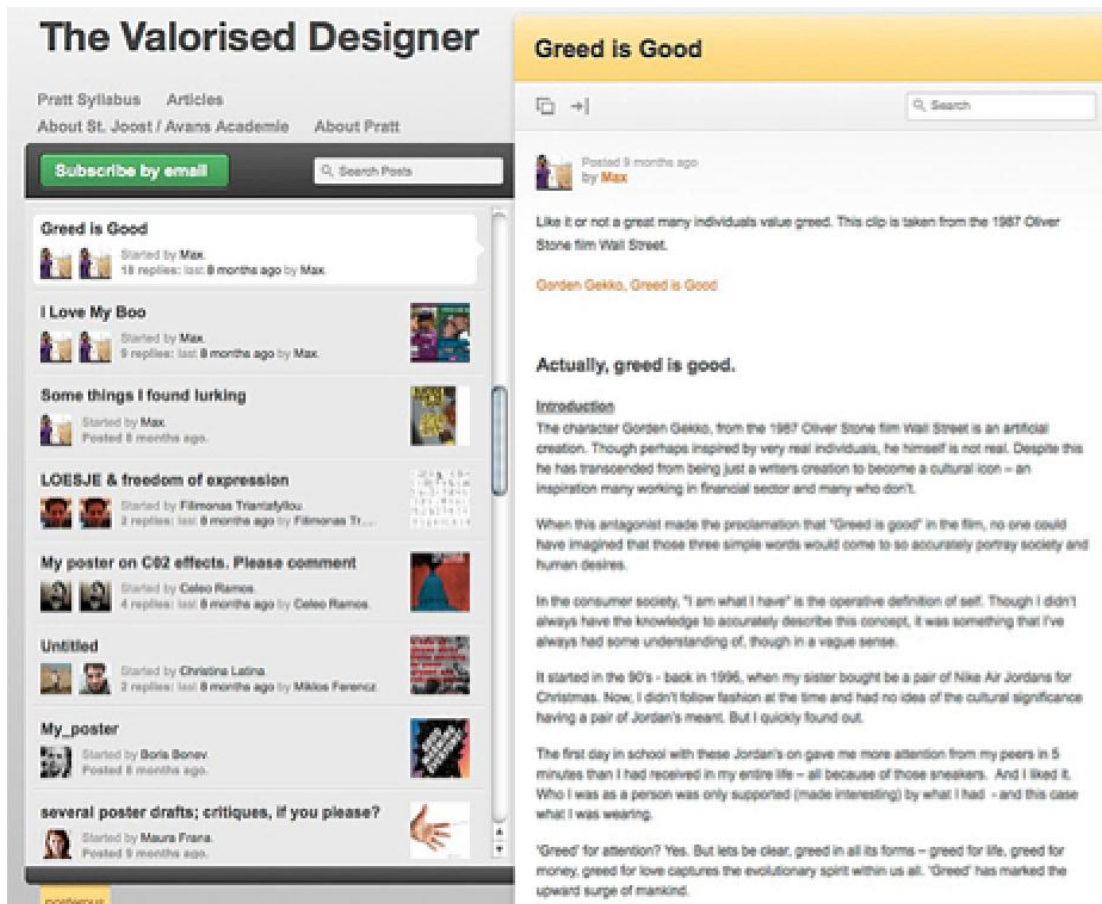 The Valorised Designer
Pratt Syllabus Articles
About St. Joost / Avans Academie About Pratt
Subscribe by email
Search Posts
Greed is Good
Started by Max.
18 replies: last 8 months ago by Max.
I Love My Boo
Started by Max.
9 replies: last 8 months ago by Max.
Some things I found lurking
Started by Max.
Posted 8 months ago.
LOESJE & freedom of expression
Started by Filimonas Triantafyllou.
2 replies: last 8 months ago by Filimonas Tr....
My poster on C02 effects. Please comment
Started by Celeo Ramos.
4 replies: last 8 months ago by Celeo Ramos.
Untitled
Started by Christina Latina.
2 replies: last 8 months ago by Miklos Ferencz.
My_poster
Started by Boris Bonev.
Posted 8 months ago.
several poster drafts; critiques, if you please?
Started by Maura Frana.
Posted 9 months ago.
posterous
Greed is Good
Search
Posted 9 months ago
by Max
Like it or not a great many individuals value greed. This clip is taken from the 1987 Oliver
Stone film Wall Street.
Gorden Gekko, Greed is Good
Actually, greed is good.
Introduction
The character Gorden Gekko, from the 1987 Oliver Stone film Wall Street is an artificial
creation. Though perhaps inspired by very real individuals, he himself is not real. Despite this
he has transcended from being just a writers creation to become a cultural icon – an
inspiration many working in financial sector and many who don't.
When this antagonist made the proclamation that "Greed is good" in the film, no one could
have imagined that those three simple words would come to so accurately portray society and
human desires.
In the consumer society, "I am what I have" is the operative definition of self. Though I didn't
always have the knowledge to accurately describe this concept, it was something that I've
always had some understanding of, though in a vague sense.
It started in the 90's - back in 1996, when my sister bought be a pair of Nike Air Jordans for
Christmas. Now, I didn't follow fashion at the time and had no idea of the cultural significance
having a pair of Jordan's meant. But I quickly found out.
The first day in school with these Jordan's on gave me more attention from my peers in 5
minutes than I had received in my entire life – all because of those sneakers. And I liked it.
Who I was as a person was only supported (made interesting) by what I had - and this case
what I was wearing.
'Greed' for attention? Yes. But lets be clear, greed in all its forms – greed for life, greed for
money, greed for love captures the evolutionary spirit within us all. 'Greed' has marked the
upward surge of mankind.